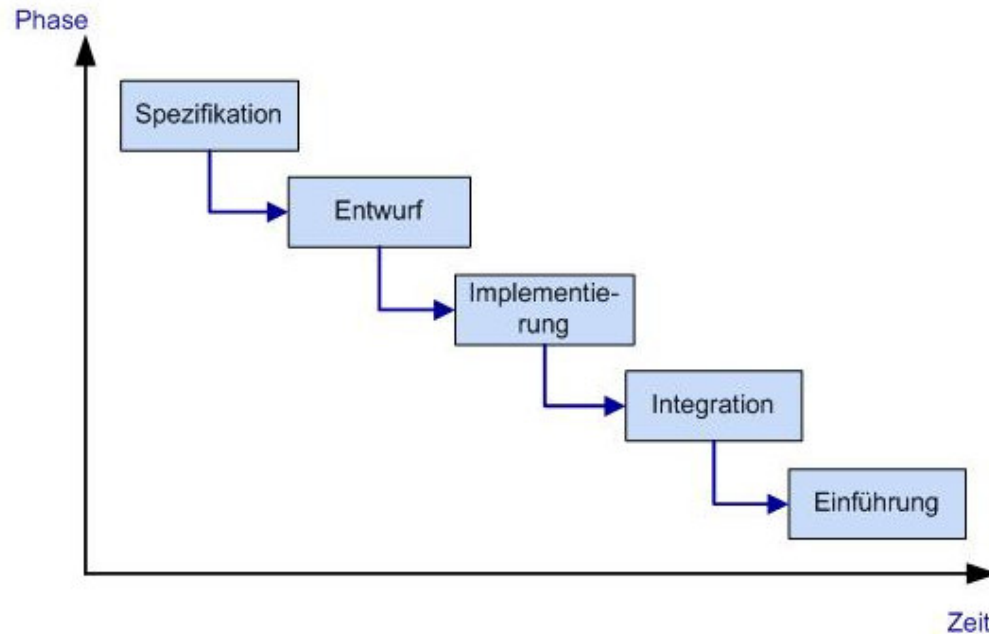 Phase
Spezifikation
Entwurf
Implementie-
rung
Integration
Einführung
Zeit